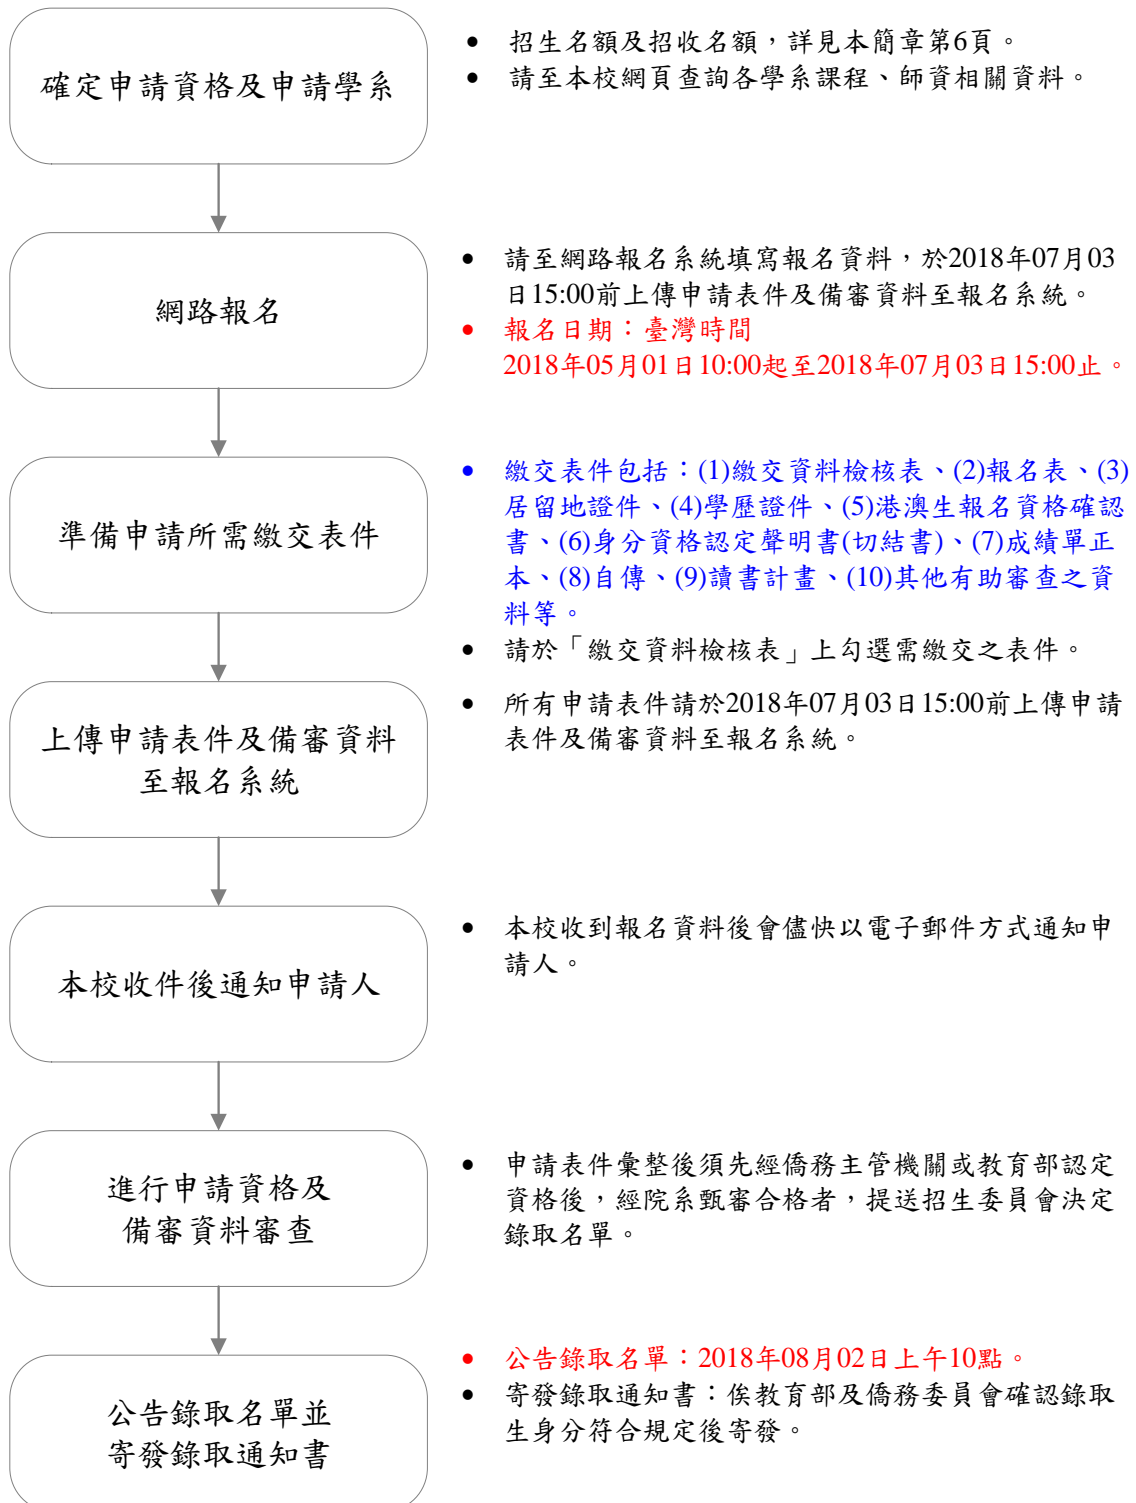 確定申請資格及申請學系
● 招生名額及招收名額，詳見本簡章第6頁。
● 請至本校網頁查詢各學系課程、師資相關資料。
網路報名
● 請至網路報名系統填寫報名資料，於2018年07月03
日15:00前上傳申請表件及備審資料至報名系統。
● 報名日期：臺灣時間
2018年05月01日10:00起至2018年07月03日15:00止。
準備申請所需繳交表件
● 繳交表件包括：(1)繳交資料檢核表、(2)報名表、(3)
居留地證件、(4)學歷證件、(5)港澳生報名資格確認
書、(6)身分資格認定聲明書(切結書)、(7)成績單正
本、(8)自傳、(9)讀書計畫、(10)其他有助審查之資
料等。
● 請於「繳交資料檢核表」上勾選需繳交之表件。
上傳申請表件及備審資料
至報名系統
● 所有申請表件請於2018年07月03日15:00前上傳申請
表件及備審資料至報名系統。
本校收件後通知申請人
● 本校收到報名資料後會儘快以電子郵件方式通知申
請人。
進行申請資格及
備審資料審查
● 申請表件彙整後須先經僑務主管機關或教育部認定
資格後，經院系甄審合格者，提送招生委員會決定
錄取名單。
公告錄取名單並
寄發錄取通知書
● 公告錄取名單：2018年08月02日上午10點。
● 寄發錄取通知書：俟教育部及僑務委員會確認錄取
生身分符合規定後寄發。